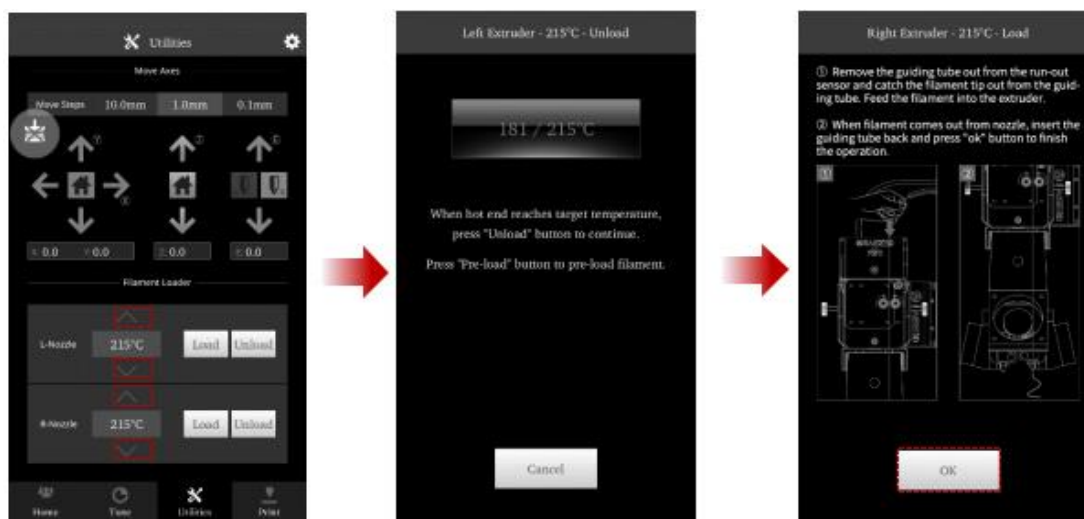 Utilities
Move Axes
Move Steps 10.0mm 1.0mm 0.1mm
X: 0.0 Y: 0.0 Z: 0.0 E: 0.0
Filament Loader
L-Nozzle 215°C Load Unload
R-Nozzle 215°C Load Unload
Home Tune Utilities Print
Left Extruder - 215°C - Unload
181 / 215°C
When hot end reaches target temperature,
press "Unload" button to continue.
Press "Pre-load" button to pre-load filament.
Cancel
Right Extruder - 215°C - Load
① Remove the guiding tube out from the run-out
sensor and catch the filament tip out from the guid-
ing tube. Feed the filament into the extruder.
② When filament comes out from nozzle, insert the
guiding tube back and press "ok" button to finish
the operation.
① ②
OK